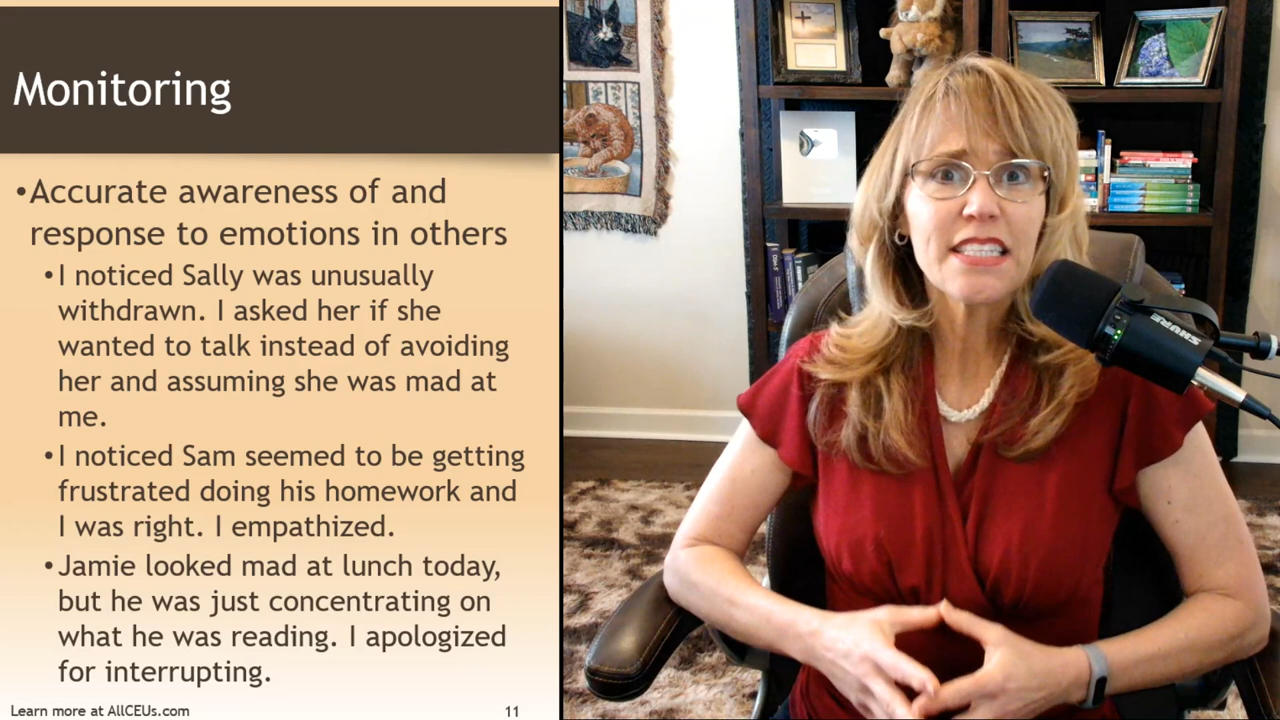 Monitoring
•Accurate awareness of and
response to emotions in others
•I noticed Sally was unusually
withdrawn. I asked her if she
wanted to talk instead of avoiding
her and assuming she was mad at
me.
•I noticed Sam seemed to be getting
frustrated doing his homework and
I was right. I empathized.
•Jamie looked mad at lunch today,
but he was just concentrating on
what he was reading. I apologized
for interrupting.
Learn more at AllCEUs.com
11
SHURE